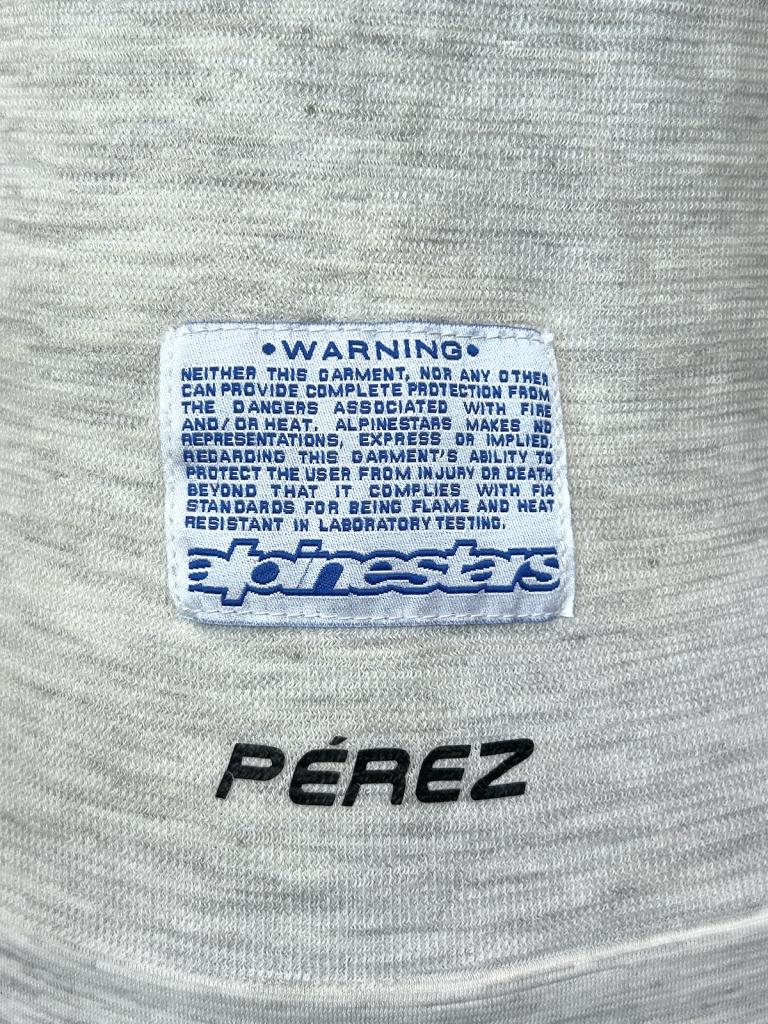 •WARNING•
NEITHER THIS GARMENT, NOR ANY OTHER
CAN PROVIDE COMPLETE PROTECTION FROM
THE DANGERS ASSOCIATED WITH FIRE
AND/OR HEAT. ALPINESTARS MAKES NO
REPRESENTATIONS, EXPRESS OR IMPLIED,
REGARDING THIS GARMENT'S ABILITY TO
PROTECT THE USER FROM INJURY OR DEATH
BEYOND THAT IT COMPLIES WITH FIA
STANDARDS FOR BEING FLAME AND HEAT
RESISTANT IN LABORATORY TESTING.
alpinestars
PÉREZ